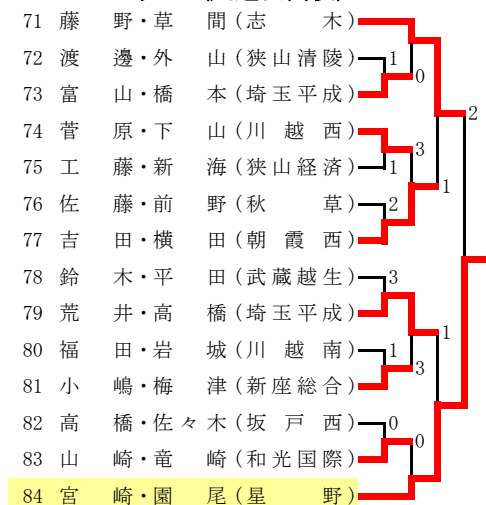 71 藤野・草間(志木)
72 渡邊・外山(狭山清陵) 1
0
73 富山・橋本(埼玉平成)
2
74 菅原・下山(川越西)
3
75 工藤・新海(狭山経済) 1
1
76 佐藤・前野(秋草) 2
77 吉田・横田(朝霞西)
78 鈴木・平田(武蔵越生) 3
79 荒井・高橋(埼玉平成)
1
80 福田・岩城(川越南) 1
3
81 小嶋・梅津(新座総合)
82 高橋・佐々木(坂戸西) 0
0
83 山崎・竜崎(和光国際)
84 宮崎・園尾(星野)